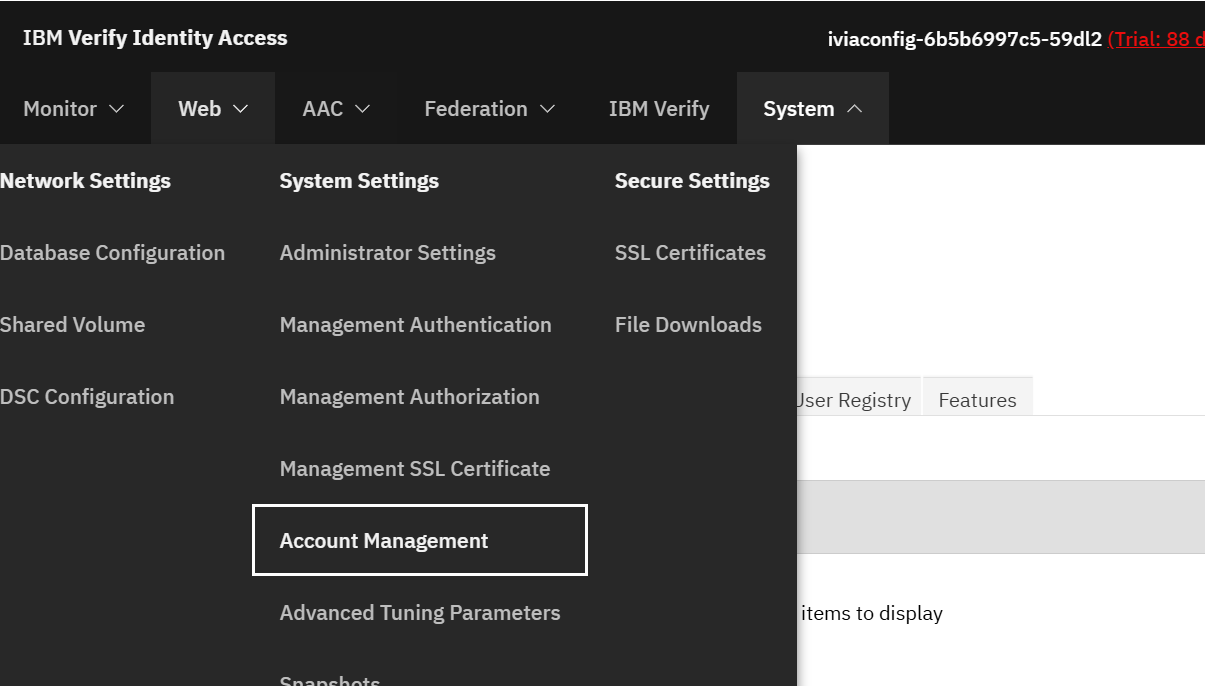 IBM Verify Identity Access
iviaconfig-6b5b6997c5-59dl2 (Trial: 88 d
Monitor Web AAC Federation IBM Verify System
Network Settings System Settings Secure Settings
Database Configuration Administrator Settings SSL Certificates
Shared Volume Management Authentication File Downloads
DSC Configuration Management Authorization User Registry Features
Management SSL Certificate
Account Management
Advanced Tuning Parameters items to display
Snapshots